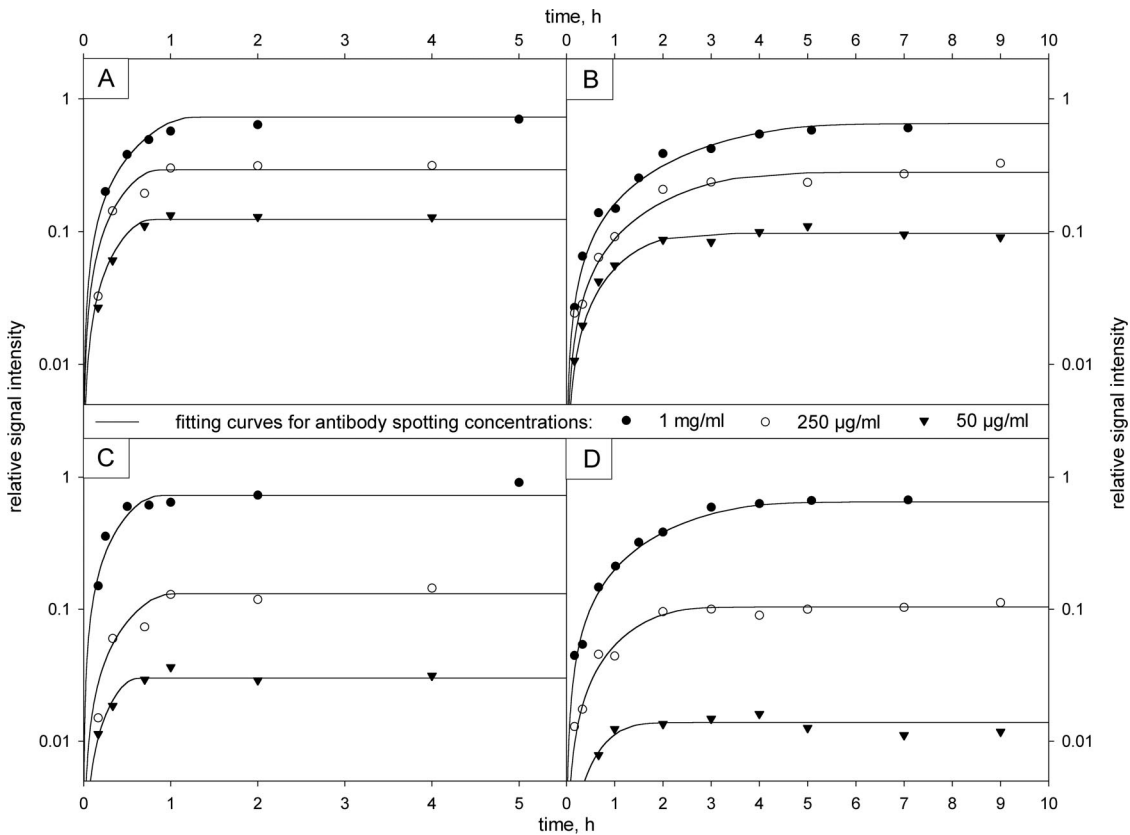 time, h
0 1 2 3 4 5 0 1 2 3 4 5 6 7 8 9 10
A B
1 1
0.1 0.1
0.01 0.01
relative signal intensity
relative signal intensity
fitting curves for antibody spotting concentrations: 1 mg/ml 250 µg/ml 50 µg/ml
C D
1 1
0.1 0.1
0.01 0.01
0 1 2 3 4 5 0 1 2 3 4 5 6 7 8 9 10
time, h